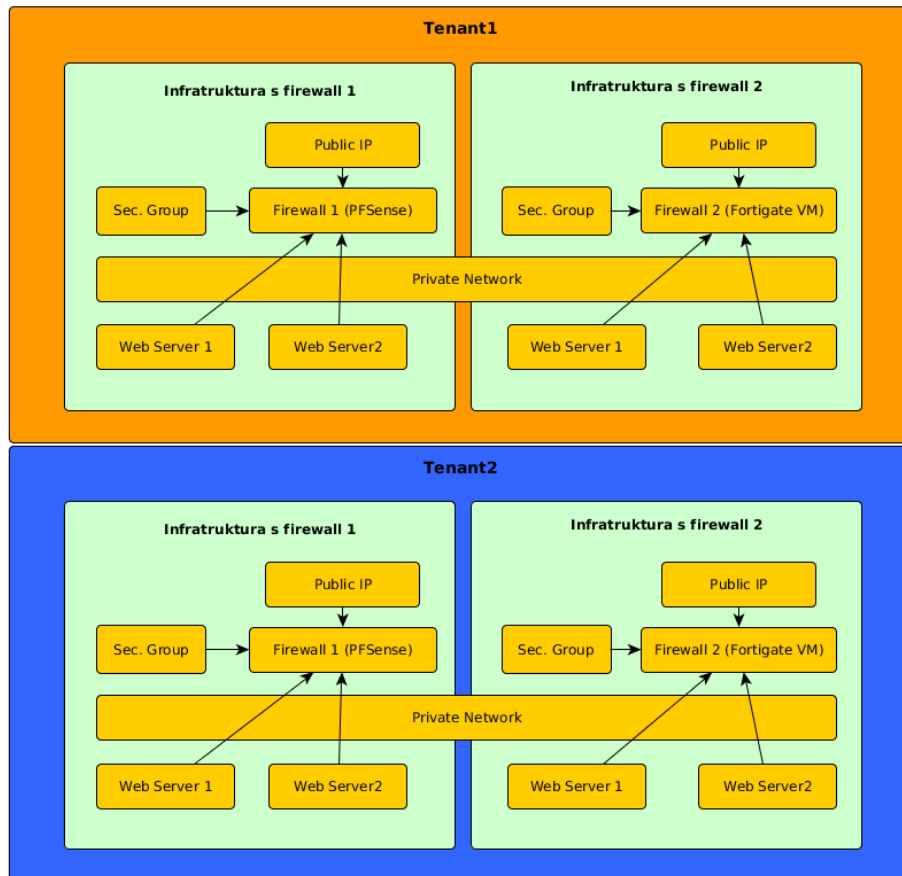 Tenant1
Infratruktura s firewall 1
Infratruktura s firewall 2
Public IP
Public IP
Sec. Group
Firewall 1 (PFSense)
Sec. Group
Firewall 2 (Fortigate VM)
Private Network
Web Server 1
Web Server2
Web Server 1
Web Server2
Tenant2
Infratruktura s firewall 1
Infratruktura s firewall 2
Public IP
Public IP
Sec. Group
Firewall 1 (PFSense)
Sec. Group
Firewall 2 (Fortigate VM)
Private Network
Web Server 1
Web Server2
Web Server 1
Web Server2